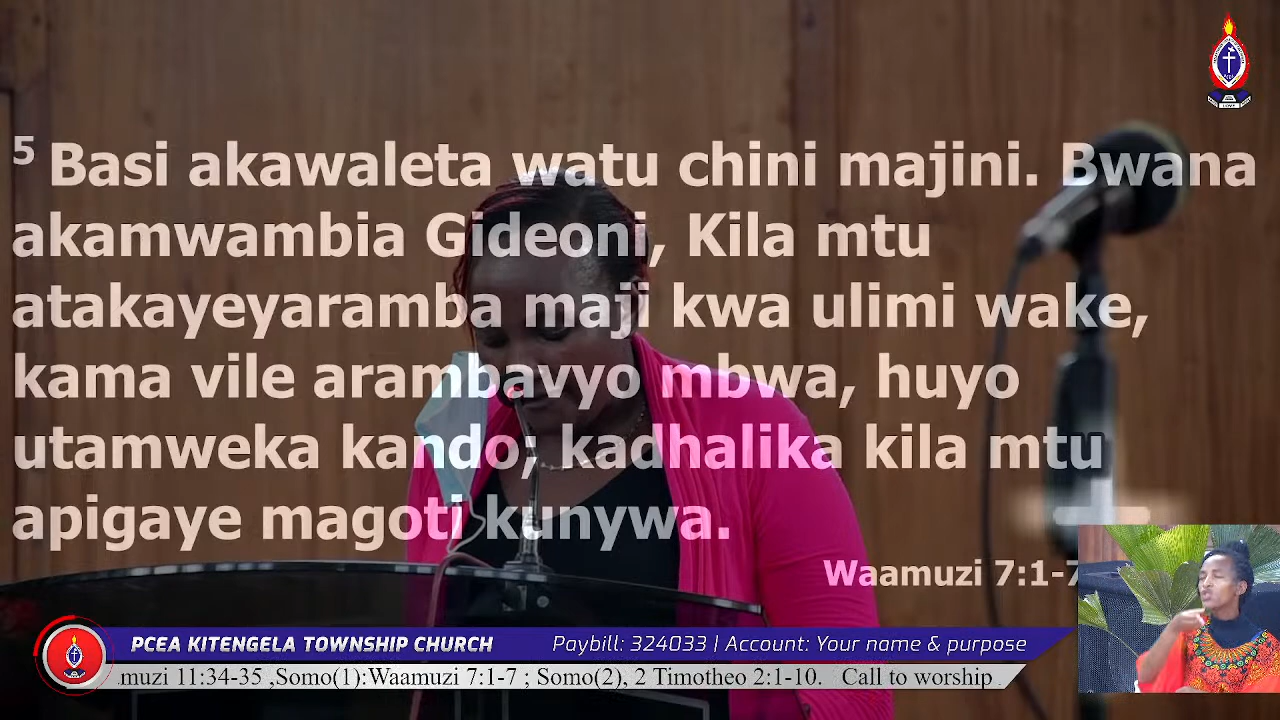 5 Basi akawaleta watu chini majini. Bwana
akamwambia Gideoni, Kila mtu
atakayeyaramba maji kwa ulimi wake,
kama vile arambavyo mbwa, huyo
utamweka kando; kadhalika kila mtu
apigaye magoti kunywa.
Waamuzi 7:1-7
PCEA KITENGELA TOWNSHIP CHURCH Paybill: 324033 | Account: Your name & purpose
.muzi 11:34-35 ,Somo(1):Waamuzi 7:1-7 ; Somo(2), 2 Timotheo 2:1-10. Call to worship